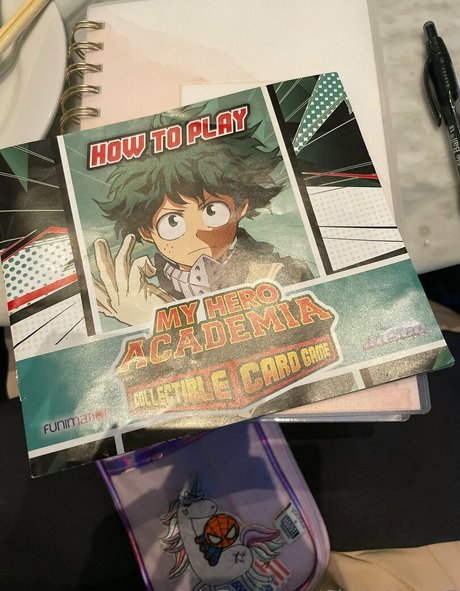 HOW TO PLAY
MY HERO
ACADEMIA
COLLECTIBLE CARD GAME
FUNIMATION